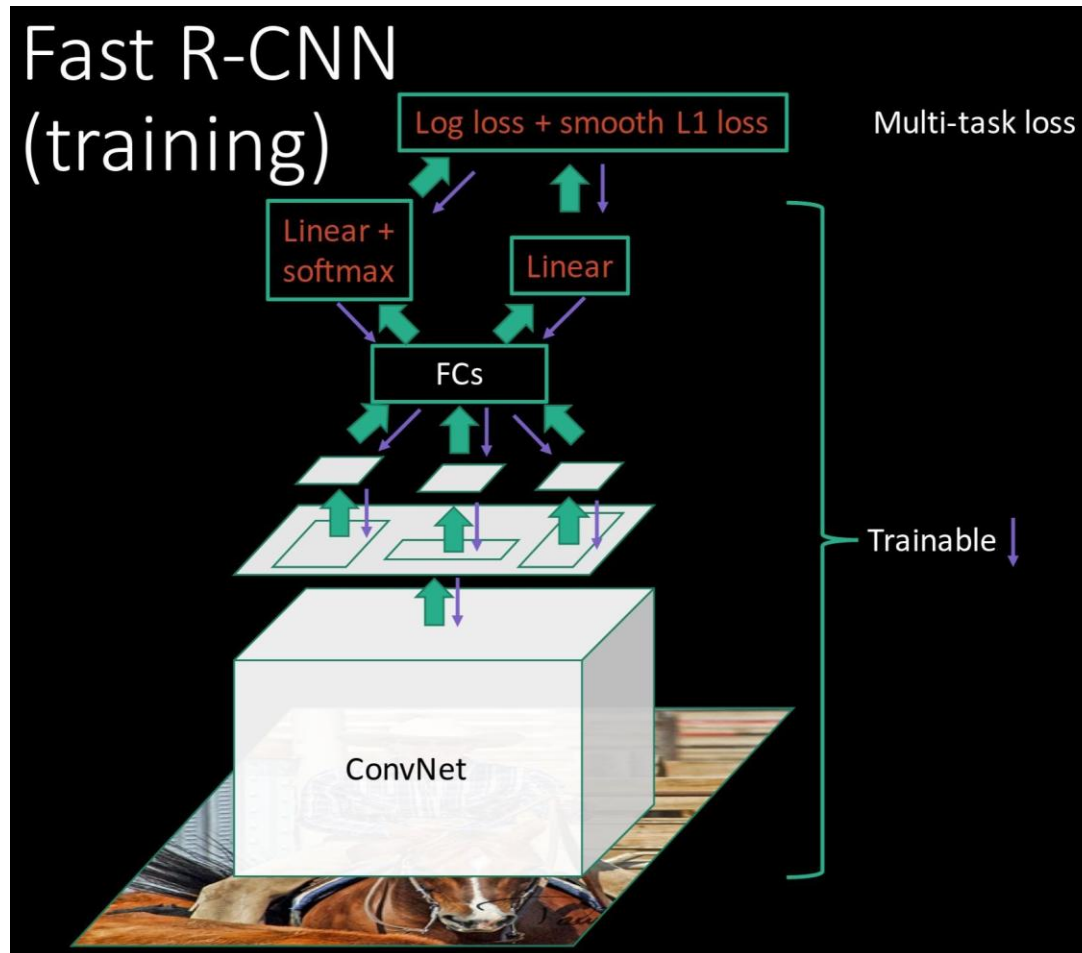 Fast R-CNN
(training)
Log loss + smooth L1 loss
Multi-task loss
Linear +
softmax
Linear
FCs
Trainable
ConvNet